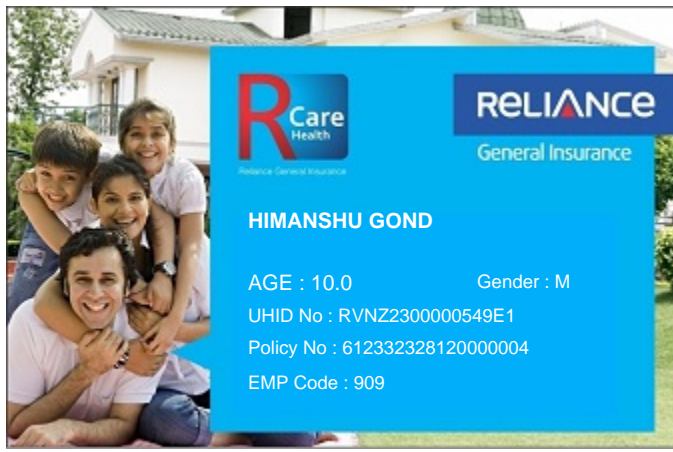 R Care
Health
Reliance General Insurance
RELIANCE
General Insurance
HIMANSHU GOND
AGE : 10.0 Gender : M
UHID No : RVNZ2300000549E1
Policy No : 612332328120000004
EMP Code : 909